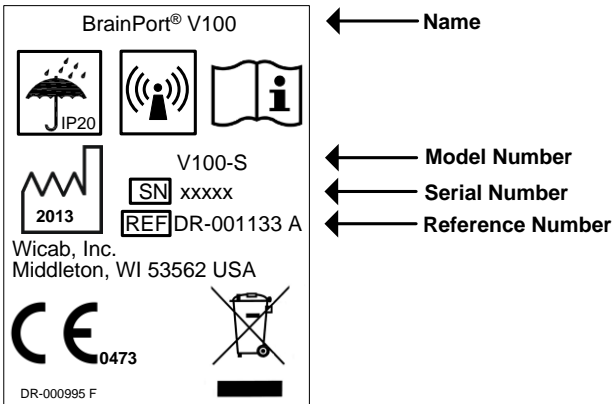 BrainPort® V100
Name
IP20
i
V100-S
Model Number
SN xxxxx
Serial Number
2013
REF DR-001133 A
Reference Number
Wicab, Inc.
Middleton, WI 53562 USA
CE 0473
DR-000995 F